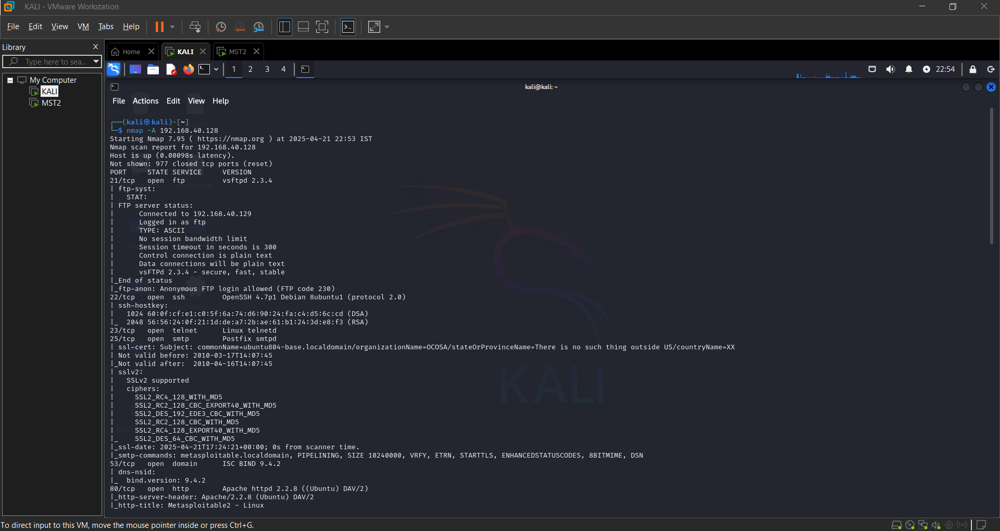 KALI - VMware Workstation
File Edit View VM Tabs Help
Library
Type here to sea...
My Computer
KALI
MST2
Home KALI MST2
1 2 3 4
22:54
kali@kali: ~
File Actions Edit View Help
┌──(kali㉿kali)-[~]
└─$ nmap -A 192.168.40.128
Starting Nmap 7.95 ( https://nmap.org ) at 2025-04-21 22:53 IST
Nmap scan report for 192.168.40.128
Host is up (0.00098s latency).
Not shown: 977 closed tcp ports (reset)
PORT     STATE SERVICE     VERSION
21/tcp   open  ftp         vsftpd 2.3.4
| ftp-syst:
|   STAT:
| FTP server status:
|      Connected to 192.168.40.129
|      Logged in as ftp
|      TYPE: ASCII
|      No session bandwidth limit
|      Session timeout in seconds is 300
|      Control connection is plain text
|      Data connections will be plain text
|      vsFTPd 2.3.4 - secure, fast, stable
|_End of status
|_ftp-anon: Anonymous FTP login allowed (FTP code 230)
22/tcp   open  ssh         OpenSSH 4.7p1 Debian 8ubuntu1 (protocol 2.0)
| ssh-hostkey:
|   1024 60:0f:cf:e1:c0:5f:6a:74:d6:90:24:fa:c4:d5:6c:cd (DSA)
|_  2048 56:56:24:0f:21:1d:de:a7:2b:ae:61:b1:24:3d:e8:f3 (RSA)
23/tcp   open  telnet      Linux telnetd
25/tcp   open  smtp        Postfix smtpd
| ssl-cert: Subject: commonName=ubuntu804-base.localdomain/organizationName=OCOSA/stateOrProvinceName=There is no such thing outside US/countryName=XX
| Not valid before: 2010-03-17T14:07:45
|_Not valid after:  2010-04-16T14:07:45
| sslv2:
|   SSLv2 supported
|   ciphers:
|     SSL2_RC4_128_WITH_MD5
|     SSL2_RC2_128_CBC_EXPORT40_WITH_MD5
|     SSL2_DES_192_EDE3_CBC_WITH_MD5
|     SSL2_RC2_128_CBC_WITH_MD5
|     SSL2_RC4_128_EXPORT40_WITH_MD5
|_    SSL2_DES_64_CBC_WITH_MD5
|_ssl-date: 2025-04-21T17:24:21+00:00; 0s from scanner time.
|_smtp-commands: metasploitable.localdomain, PIPELINING, SIZE 10240000, VRFY, ETRN, STARTTLS, ENHANCEDSTATUSCODES, 8BITMIME, DSN
53/tcp   open  domain      ISC BIND 9.4.2
| dns-nsid:
|_  bind.version: 9.4.2
80/tcp   open  http        Apache httpd 2.2.8 ((Ubuntu) DAV/2)
|_http-server-header: Apache/2.2.8 (Ubuntu) DAV/2
|_http-title: Metasploitable2 - Linux
KALI
To direct input to this VM, move the mouse pointer inside or press Ctrl+G.